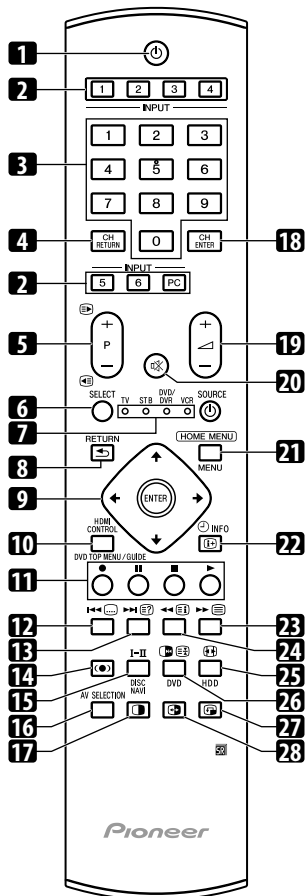 1
2
1 2 3 4
INPUT
3
1 2 3
4 5 6
7 8 9
4
CH RETURN
0
CH ENTER
18
INPUT
2
5 6 PC
5
+
P
−
+
−
19
20
6
SELECT
SOURCE
7
TV STB DVD/DVR VCR
8
RETURN
HOME MENU
MENU
21
9
ENTER
10
HDMI CONTROL
INFO
22
DVD TOP MENU/GUIDE
11
12
13
24
23
14
I-II
15
DISC NAVI
DVD
HDD
26
25
16
AV SELECTION
17
28
27
SR
Pioneer